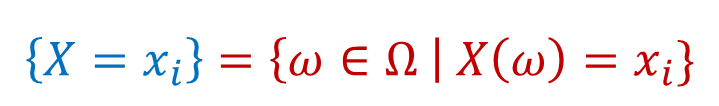 {𝑋 = 𝑥ᵢ} = {𝜔 ∈ Ω | 𝑋(𝜔) = 𝑥ᵢ}